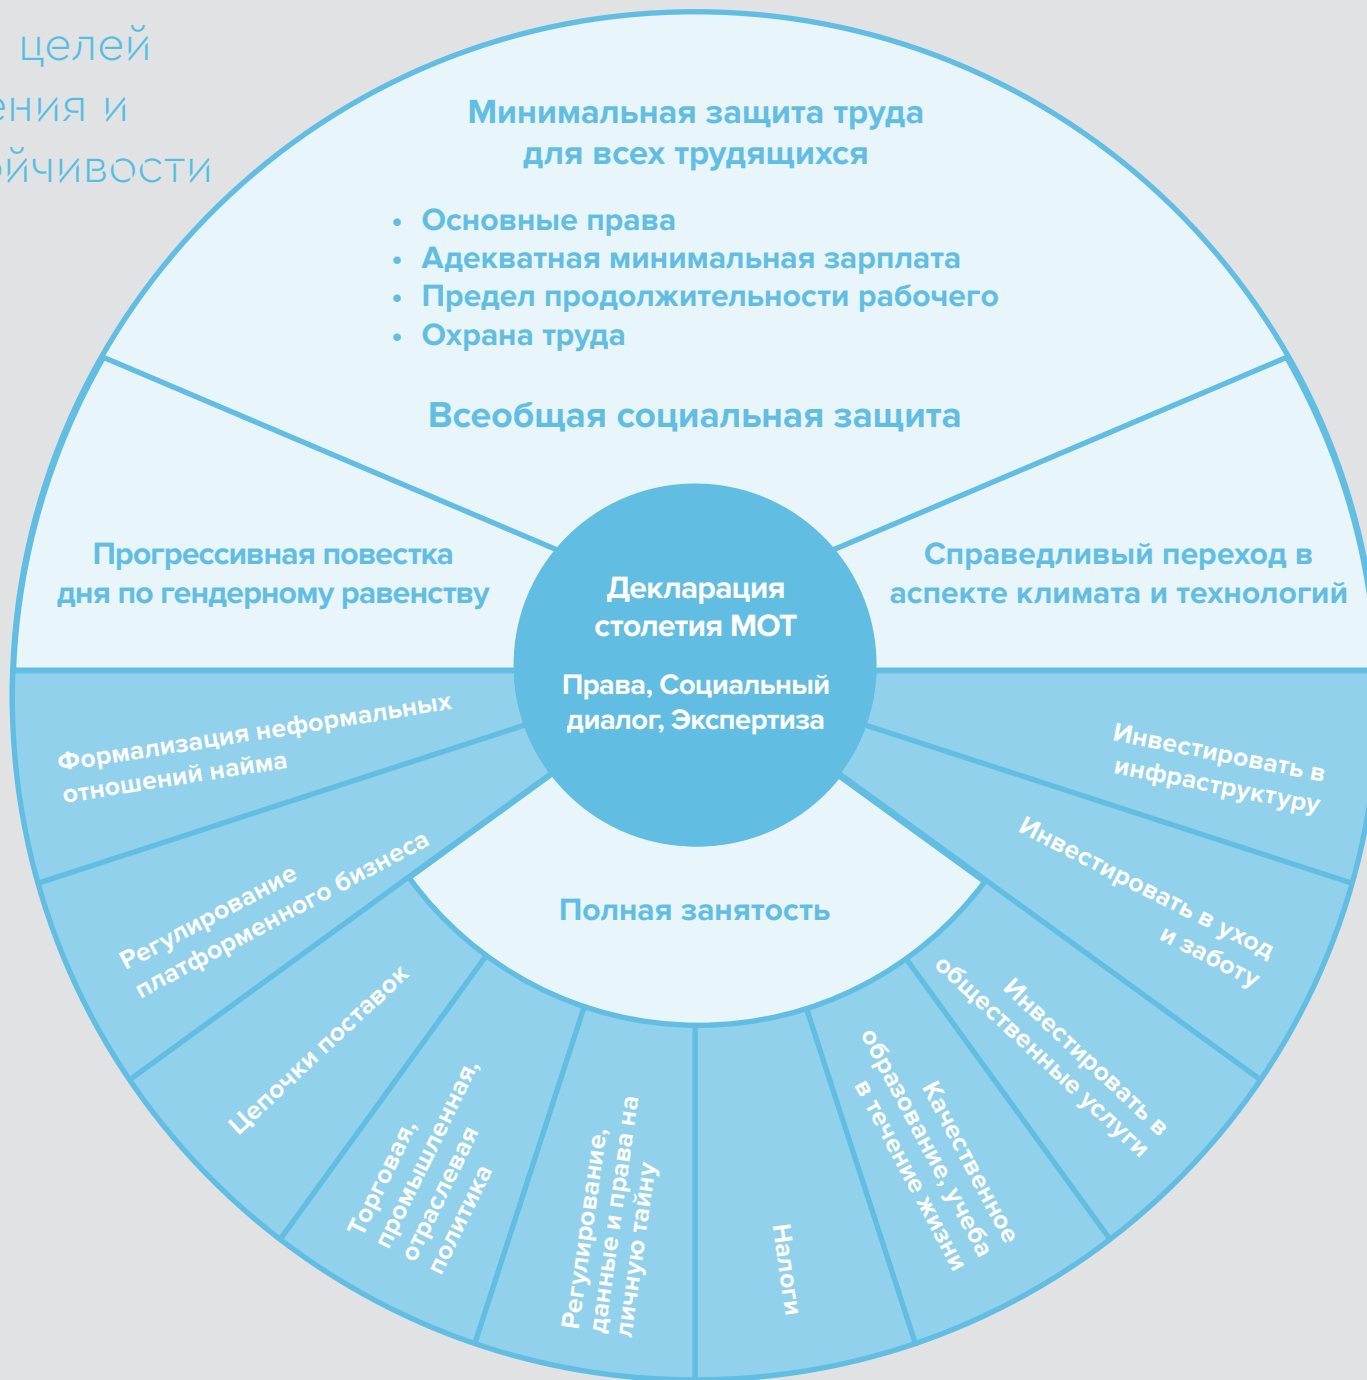 целей
ения и
ойчивости
Минимальная защита труда
для всех трудящихся
• Основные права
• Адекватная минимальная зарплата
• Предел продолжительности рабочего
• Охрана труда
Всеобщая социальная защита
Прогрессивная повестка
дня по гендерному равенству
Декларация
столетия МОТ
Права, Социальный
диалог, Экспертиза
Справедливый переход в
аспекте климата и технологий
Формализация неформальных
отношений найма
Регулирование
платформенного бизнеса
Цепочки поставок
Торговая,
промышленная,
отраслевая
политика
Регулирование,
данные и права на
личную тайну
Налоги
Качественное
образование, учеба
в течение жизни
Инвестировать в
общественные услуги
Инвестировать в уход
и заботу
Инвестировать в
инфраструктуру
Полная занятость